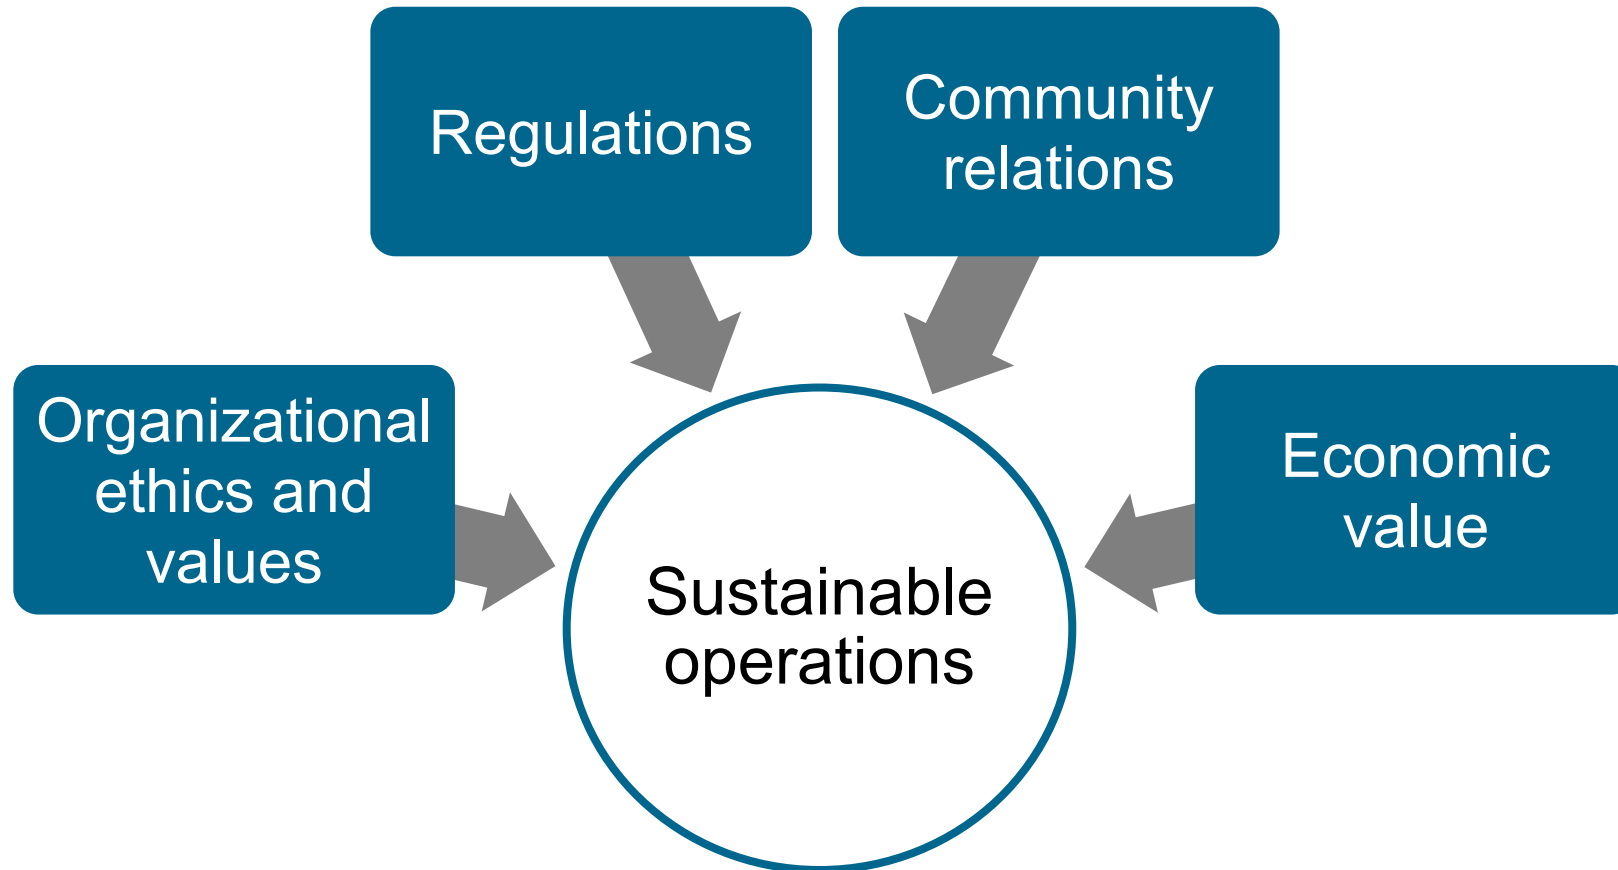 Regulations
Community
relations
Organizational
ethics and
values
Economic
value
Sustainable
operations